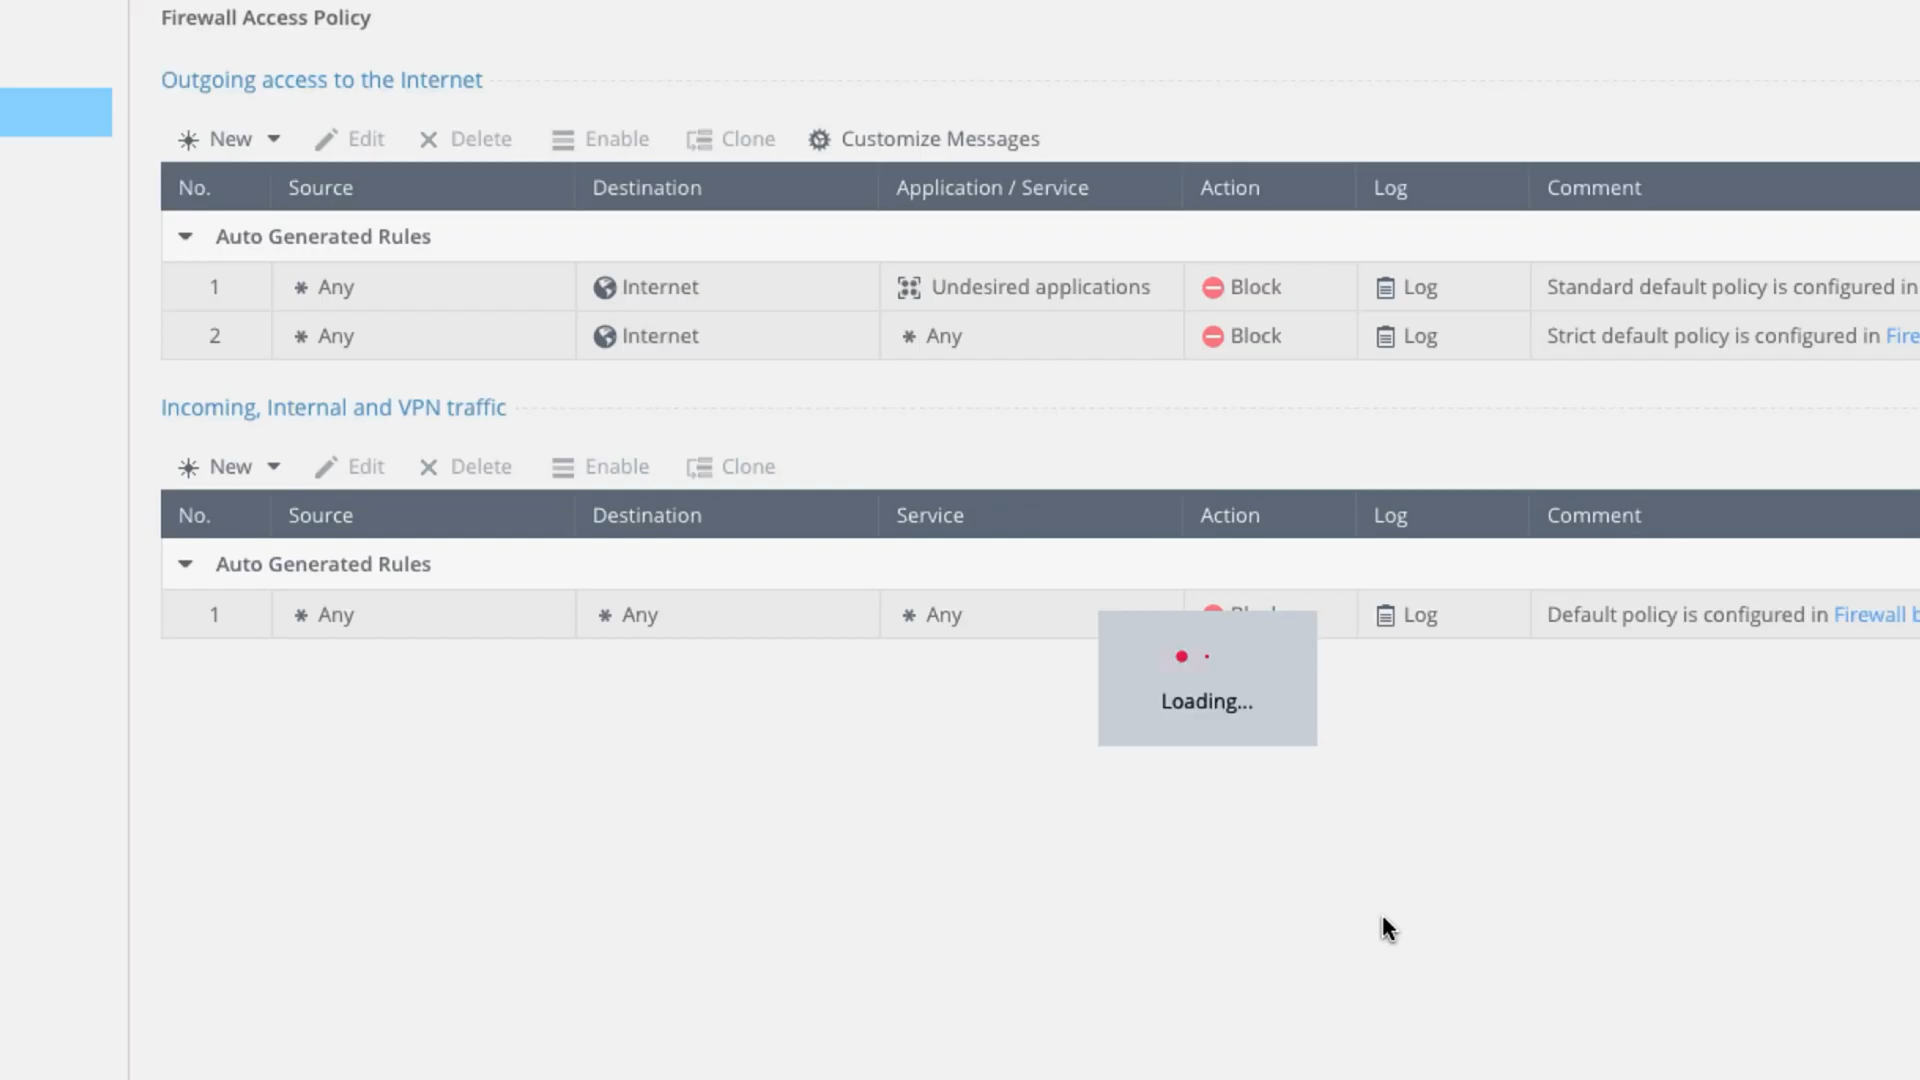 Firewall Access Policy
Outgoing access to the Internet
New Edit Delete Enable Clone Customize Messages
No. Source Destination Application / Service Action Log Comment
Auto Generated Rules
1 * Any Internet Undesired applications Block Log Standard default policy is configured in
2 * Any Internet * Any Block Log Strict default policy is configured in Fire
Incoming, Internal and VPN traffic
New Edit Delete Enable Clone
No. Source Destination Service Action Log Comment
Auto Generated Rules
1 * Any * Any * Any Log Default policy is configured in Firewall b
Loading...